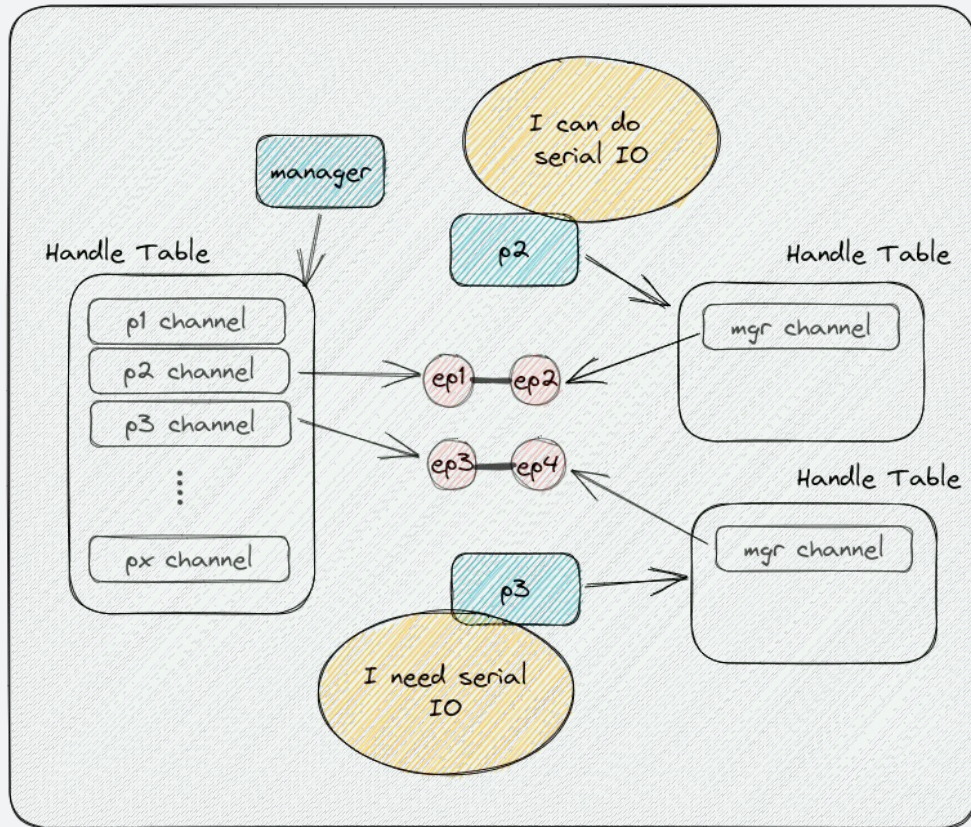 I can do
serial IO
manager
p2
Handle Table
Handle Table
p1 channel
mgr channel
p2 channel
ep1
ep2
p3 channel
ep3
ep4
Handle Table
mgr channel
px channel
p3
I need serial
IO